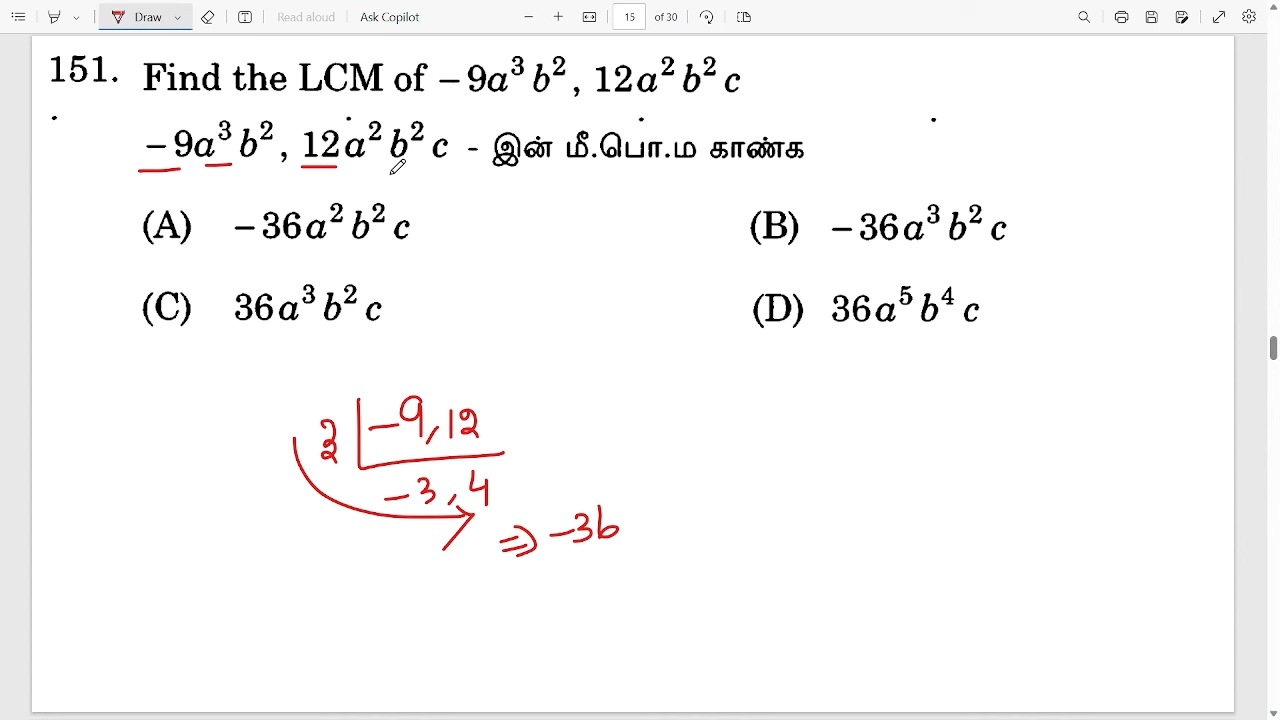 Draw Read aloud Ask Copilot 15 of 30
151. Find the LCM of −9a³b², 12a²b²c
−9a³b², 12a²b²c - இன் மீ.பொ.ம காண்க
(A) −36a²b²c (B) −36a³b²c
(C) 36a³b²c (D) 36a⁵b⁴c
3 −9, 12
−3, 4
⇒ −36